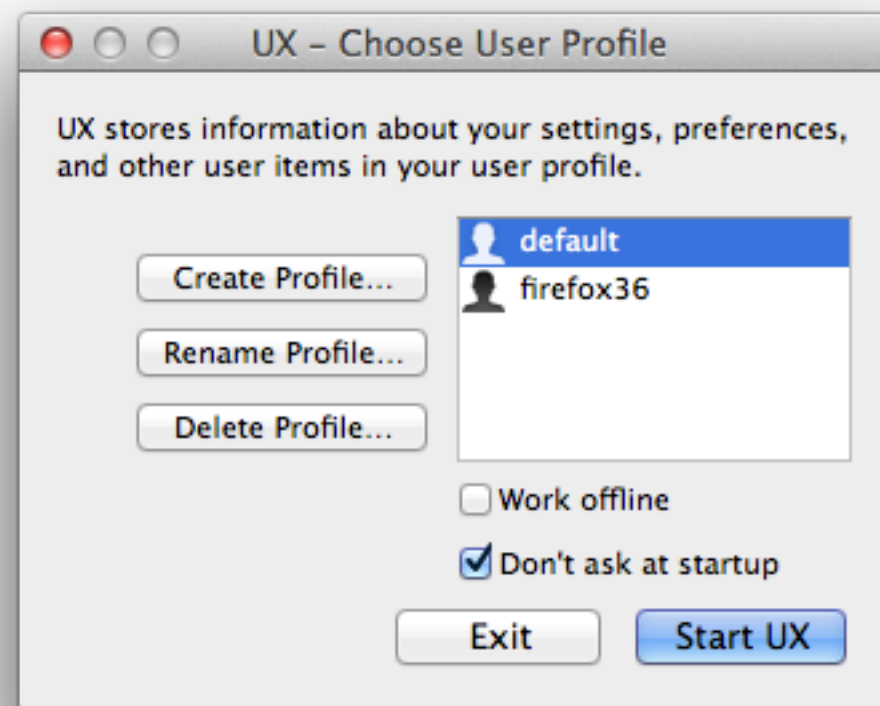 UX – Choose User Profile
UX stores information about your settings, preferences,
and other user items in your user profile.
Create Profile...
Rename Profile...
Delete Profile...
default
firefox36
Work offline
Don't ask at startup
Exit
Start UX